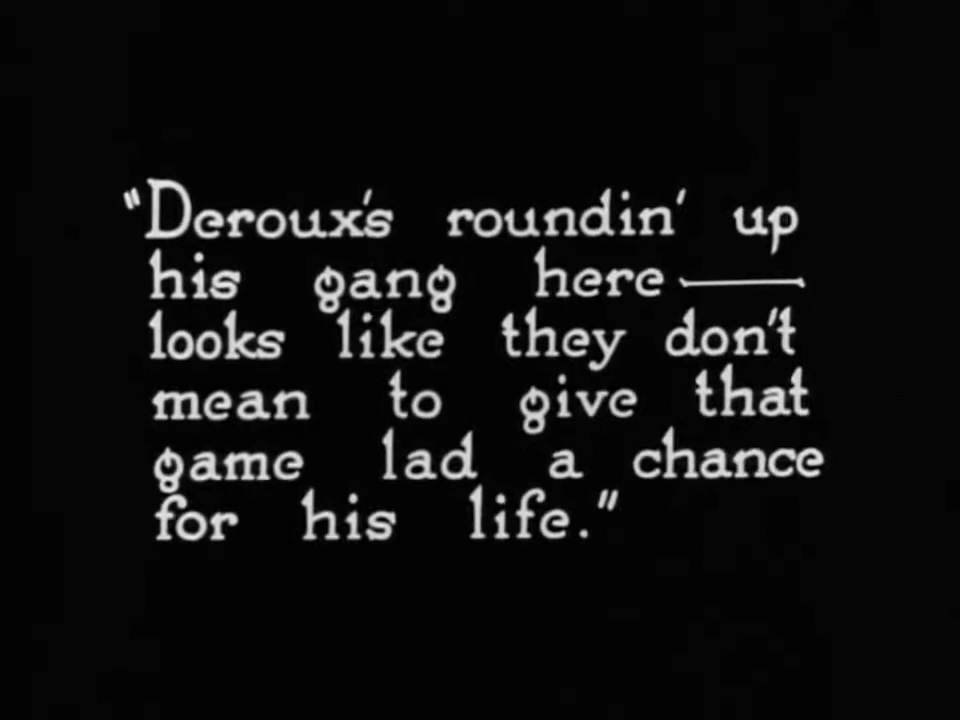 "Deroux's roundin' up
his gang here——
looks like they don't
mean to give that
game lad a chance
for his life."